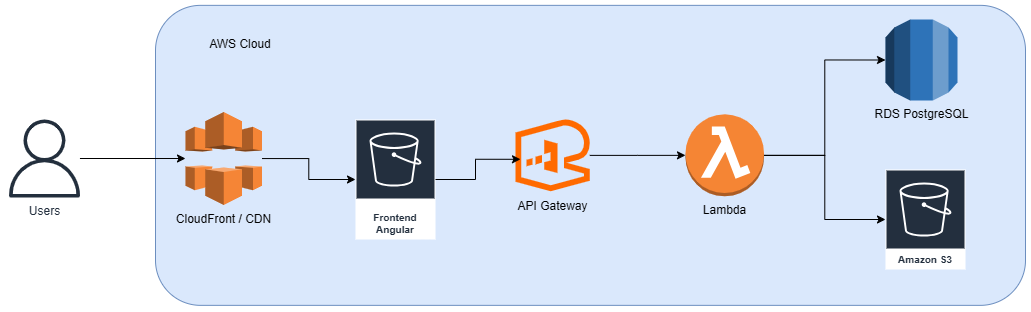 AWS Cloud
Users
CloudFront / CDN
Frontend
Angular
API Gateway
Lambda
RDS PostgreSQL
Amazon S3